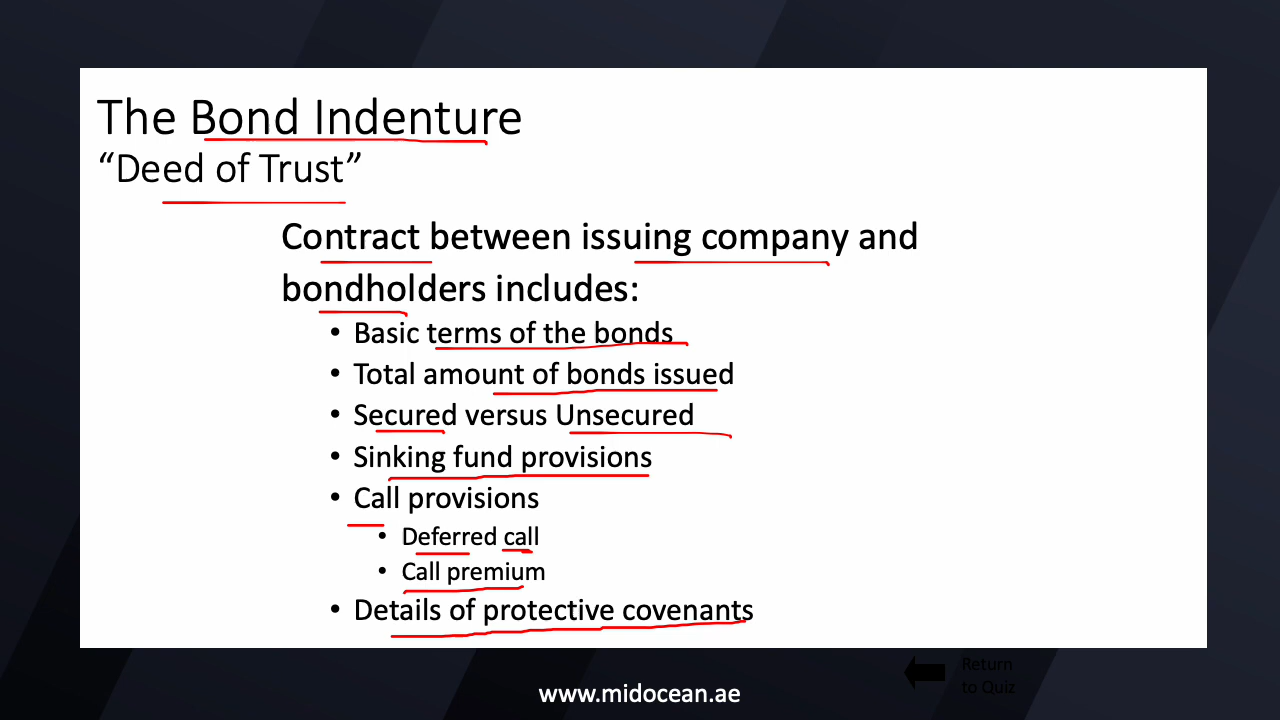 The Bond Indenture
“Deed of Trust”
Contract between issuing company and
bondholders includes:
• Basic terms of the bonds
• Total amount of bonds issued
• Secured versus Unsecured
• Sinking fund provisions
• Call provisions
• Deferred call
• Call premium
• Details of protective covenants
Return
to Quiz
www.midocean.ae